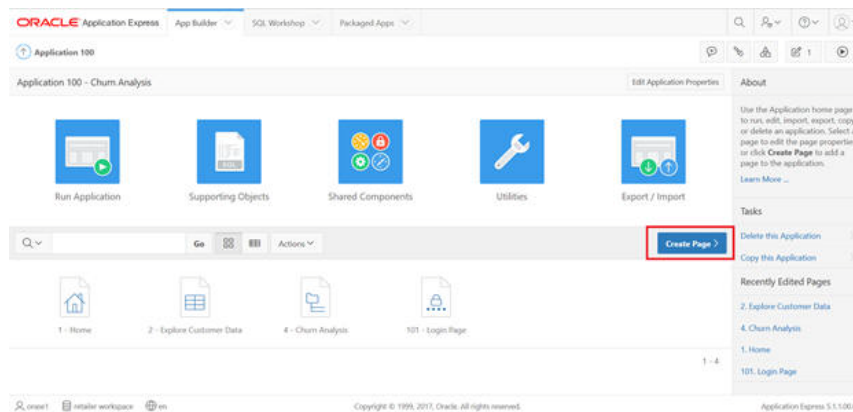 ORACLE Application Express App Builder SQL Workshop Packaged Apps
Application 100
1
Application 100 - Churn Analysis
Edit Application Properties
About
Use the Application home page
to run, edit, import, export, copy
or delete an application. Select a
page to edit the page properties
or click Create Page to add a
page to the application.
Learn More ...
SQL
Run Application
Supporting Objects
Shared Components
Utilities
Export / Import
Tasks
Delete this Application
Copy this Application
Go
Actions
Create Page >
Recently Edited Pages
2. Explore Customer Data
4. Churn Analysis
1. Home
101. Login Page
1 - Home
2 - Explore Customer Data
4 - Churn Analysis
101 - Login Page
1 - 4
retailer workspace
en
Copyright © 1999, 2017, Oracle. All rights reserved.
Application Express 5.1.1.00